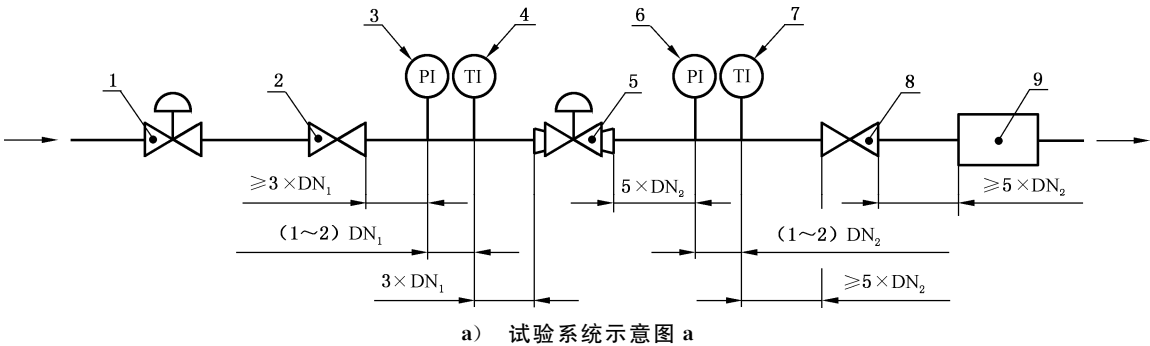 3 4 6 7
1 2 PI TI 5 PI TI 8 9
≥3×DN₁ 5×DN₂ ≥5×DN₂
(1～2) DN₁ (1～2) DN₂
3×DN₁ ≥5×DN₂
a) 试验系统示意图 a